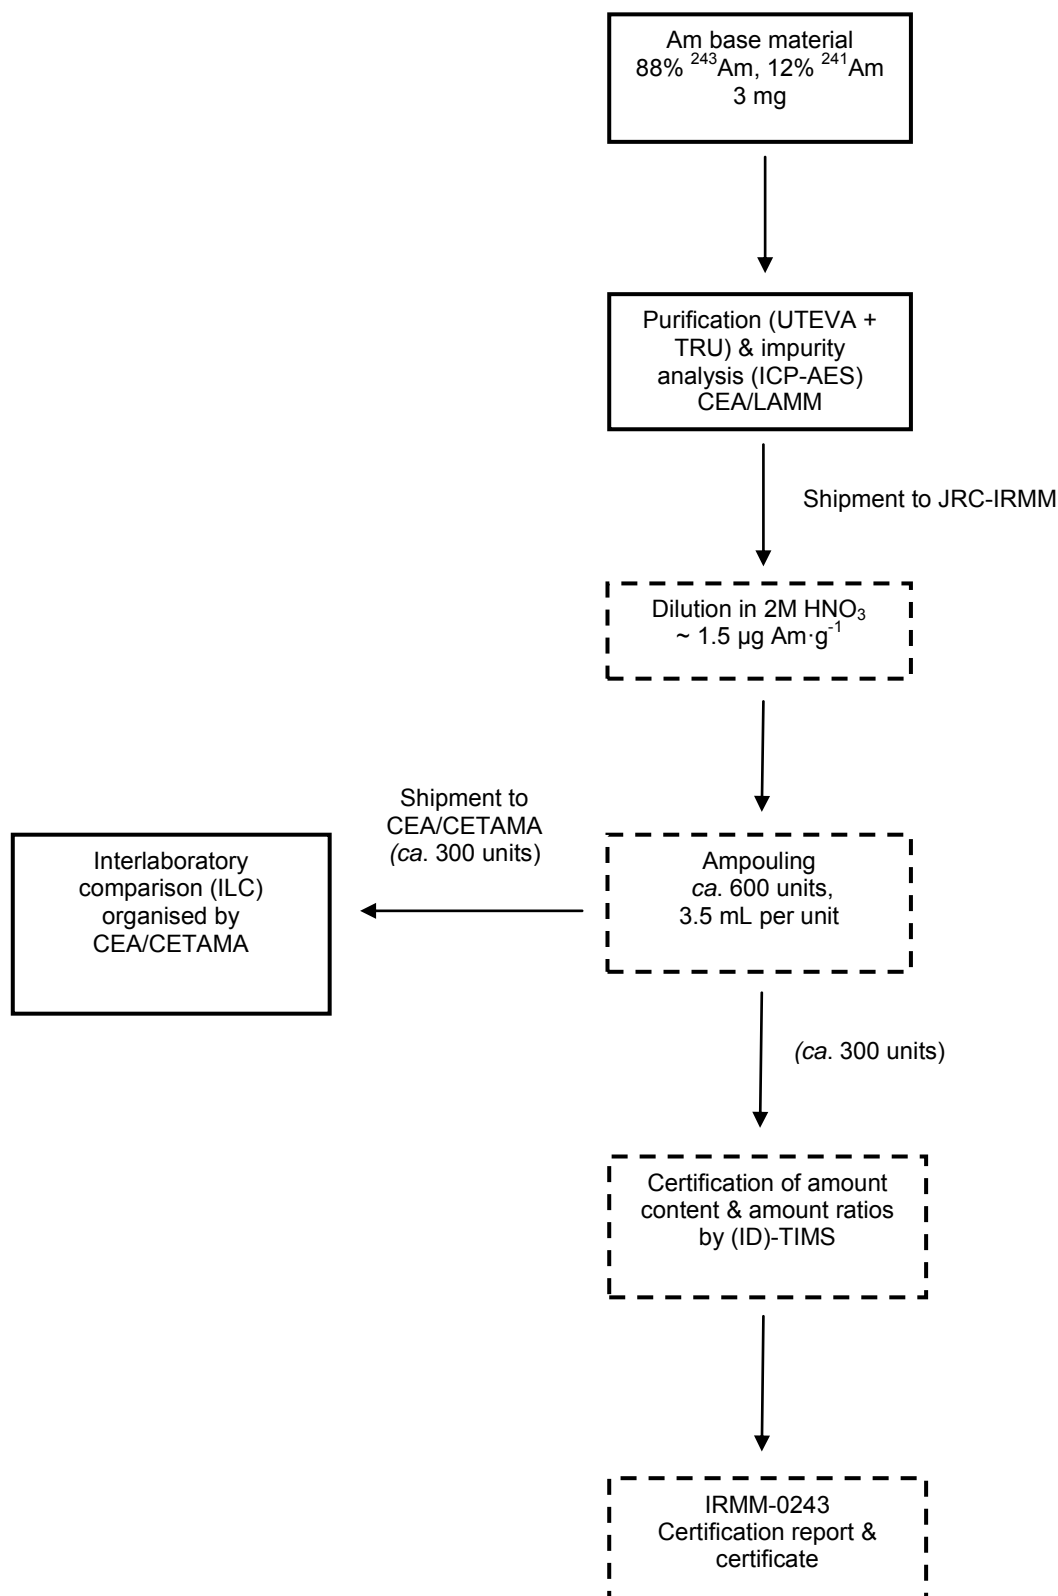 Am base material
88% ²⁴³Am, 12% ²⁴¹Am
3 mg
Purification (UTEVA +
TRU) & impurity
analysis (ICP-AES)
CEA/LAMM
Shipment to JRC-IRMM
Dilution in 2M HNO₃
~ 1.5 µg Am·g⁻¹
Shipment to
CEA/CETAMA
(ca. 300 units)
Interlaboratory
comparison (ILC)
organised by
CEA/CETAMA
Ampouling
ca. 600 units,
3.5 mL per unit
(ca. 300 units)
Certification of amount
content & amount ratios
by (ID)-TIMS
IRMM-0243
Certification report &
certificate